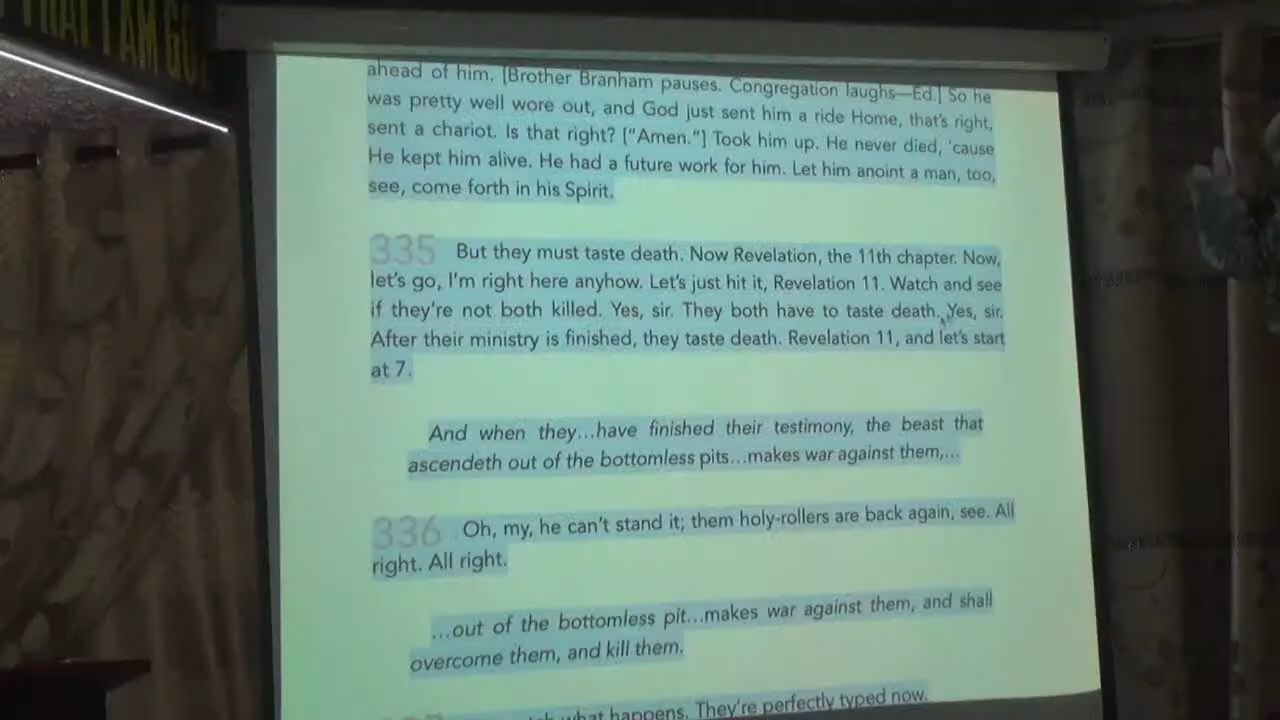 THAT I AM GO
ahead of him. [Brother Branham pauses. Congregation laughs—Ed.] So he
was pretty well wore out, and God just sent him a ride Home, that's right,
sent a chariot. Is that right? ["Amen."] Took him up. He never died, 'cause
He kept him alive. He had a future work for him. Let him anoint a man, too,
see, come forth in his Spirit.
335 But they must taste death. Now Revelation, the 11th chapter. Now,
let's go, I'm right here anyhow. Let's just hit it, Revelation 11. Watch and see
if they're not both killed. Yes, sir. They both have to taste death. Yes, sir.
After their ministry is finished, they taste death. Revelation 11, and let's start
at 7.
And when they...have finished their testimony, the beast that
ascendeth out of the bottomless pits...makes war against them,...
336 Oh, my, he can't stand it; them holy-rollers are back again, see. All
right. All right.
...out of the bottomless pit...makes war against them, and shall
overcome them, and kill them.
what happens. They're perfectly typed now.